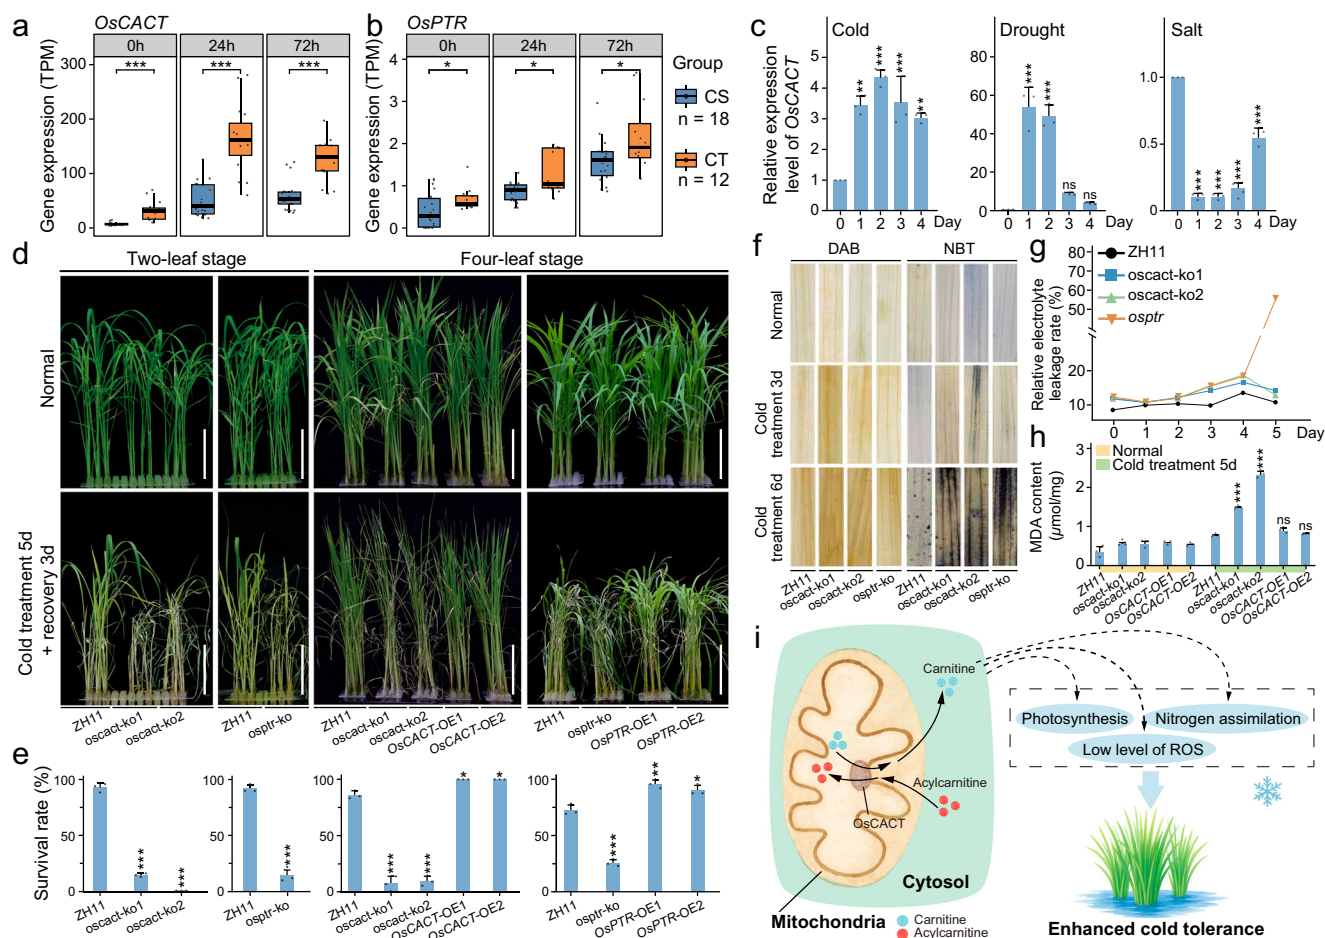 a
OsCACT
0h
24h
72h
Gene expression (TPM)
300
200
100
0
***
***
***
b
OsPTR
0h
24h
72h
Gene expression (TPM)
4
3
2
1
0
*
*
*
Group
CS
n = 18
CT
n = 12
c
Relative expression
level of OsCACT
Cold
5
4
3
2
1
0
**
***
***
**
0 1 2 3 4 Day
Drought
80
60
40
20
0
***
***
ns
ns
0 1 2 3 4 Day
Salt
1.0
0.5
0
***
***
***
***
0 1 2 3 4 Day
d
Two-leaf stage
Four-leaf stage
Normal
Cold treatment 5d
+ recovery 3d
ZH11
oscact-ko1
oscact-ko2
ZH11
osptr-ko
ZH11
oscact-ko1
oscact-ko2
OsCACT-OE1
OsCACT-OE2
ZH11
osptr-ko
OsPTR-OE1
OsPTR-OE2
e
Survival rate (%)
100
50
0
***
***
ZH11
oscact-ko1
oscact-ko2
100
50
0
***
ZH11
osptr-ko
100
50
0
***
***
*
*
ZH11
oscact-ko1
oscact-ko2
OsCACT-OE1
OsCACT-OE2
100
50
0
***
**
*
ZH11
osptr-ko
OsPTR-OE1
OsPTR-OE2
f
DAB
NBT
Normal
Cold
treatment 3d
Cold
treatment 6d
ZH11
oscact-ko1
oscact-ko2
osptr-ko
ZH11
oscact-ko1
oscact-ko2
osptr-ko
g
Relative electrolyte
leakage rate (%)
80
70
60
50
20
10
ZH11
oscact-ko1
oscact-ko2
osptr
0 1 2 3 4 5 Day
h
Normal
Cold treatment 5d
MDA content
(μmol/mg)
3
2
1
0
***
***
ns
ns
ZH11
oscact-ko1
oscact-ko2
OsCACT-OE1
OsCACT-OE2
ZH11
oscact-ko1
oscact-ko2
OsCACT-OE1
OsCACT-OE2
i
Carnitine
Acylcarnitine
OsCACT
Cytosol
Mitochondria
Carnitine
Acylcarnitine
Photosynthesis
Nitrogen assimilation
Low level of ROS
Enhanced cold tolerance